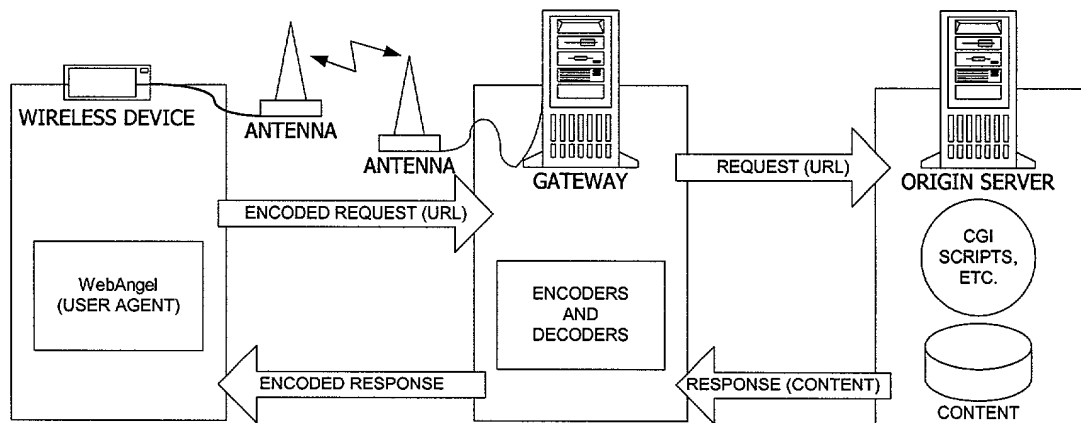 WIRELESS DEVICE
ANTENNA
ANTENNA
GATEWAY
ORIGIN SERVER
ENCODED REQUEST (URL)
REQUEST (URL)
WebAngel
(USER AGENT)
ENCODERS
AND
DECODERS
CGI
SCRIPTS,
ETC.
ENCODED RESPONSE
RESPONSE (CONTENT)
CONTENT